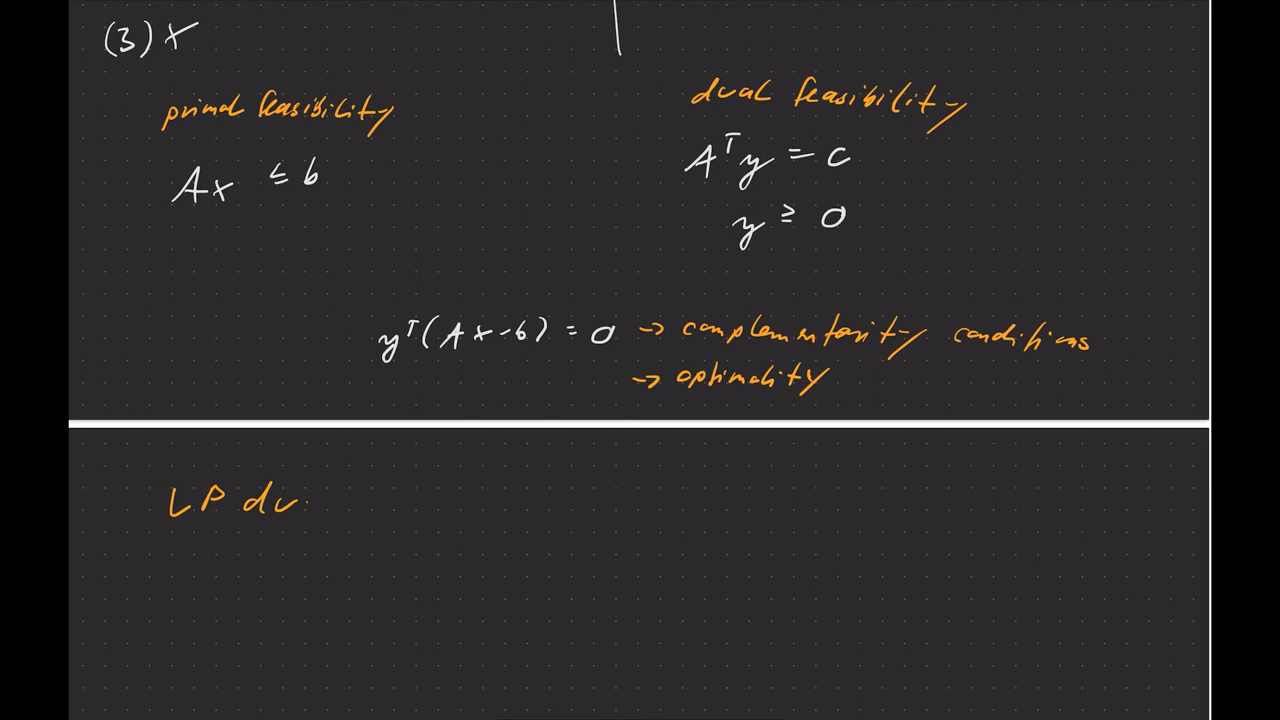 (3) x
primal feasibility
Ax ≤ b
dual feasibility
Aᵀy = c
y ≥ 0
yᵀ(Ax - b) = 0 → complementarity conditions
→ optimality
LP du